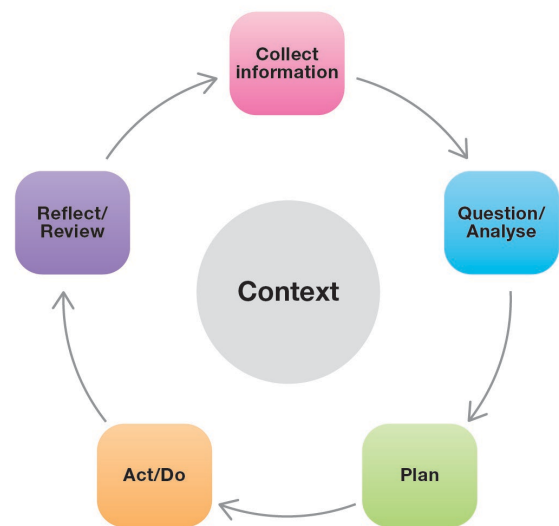 Collect
information
Question/
Analyse
Plan
Act/Do
Reflect/
Review
Context